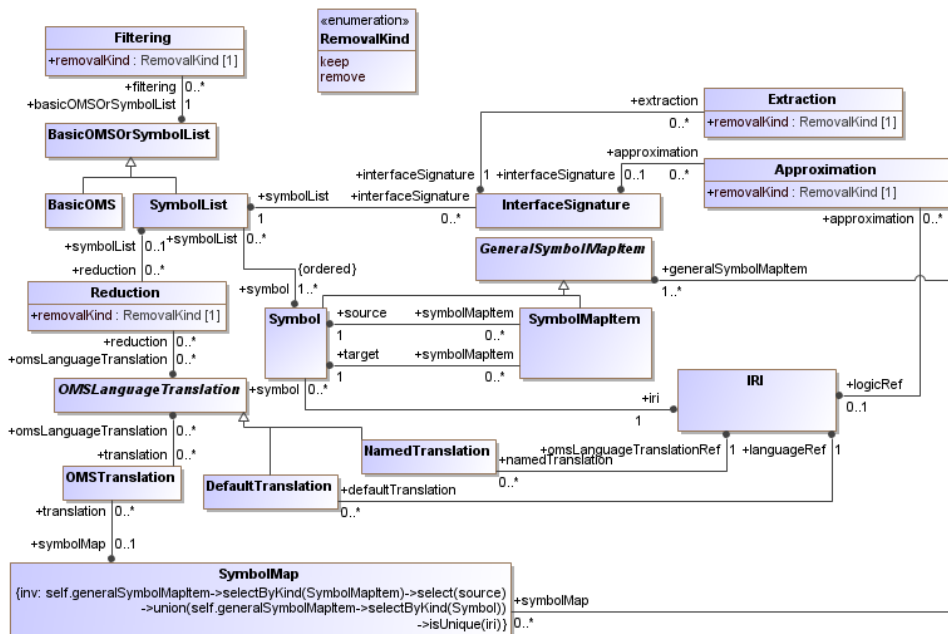 «enumeration»
RemovalKind
keep
remove
Filtering
+removalKind : RemovalKind [1]
+filtering 0..*
+basicOMSOrSymbolList 1
BasicOMSOrSymbolList
BasicOMS
SymbolList
+symbolList
1
+interfaceSignature
0..*
+extraction
0..*
Extraction
+removalKind : RemovalKind [1]
+interfaceSignature 1
+approximation
0..*
+interfaceSignature 0..1
Approximation
+removalKind : RemovalKind [1]
+approximation
0..*
InterfaceSignature
+symbolList 0..1
+symbolList 0..*
+reduction 0..*
Reduction
+removalKind : RemovalKind [1]
{ordered}
+symbol 1..*
GeneralSymbolMapItem
+generalSymbolMapItem
1..*
Symbol
+source
1
+symbolMapItem
0..*
+target
1
+symbolMapItem
0..*
SymbolMapItem
+reduction 0..*
+omsLanguageTranslation 0..*
OMSLanguageTranslation
+symbol 0..*
+iri
1
IRI
+logicRef
0..1
+omsLanguageTranslation 0..*
+translation 0..*
OMSTranslation
NamedTranslation
+omsLanguageTranslationRef 1
+languageRef 1
+namedTranslation
0..*
DefaultTranslation
+defaultTranslation
0..*
+translation 0..*
+symbolMap 0..1
SymbolMap
{inv: self.generalSymbolMapItem->selectByKind(SymbolMapItem)->select(source)
->union(self.generalSymbolMapItem->selectByKind(Symbol))
->isUnique(iri)}
+symbolMap
0..*